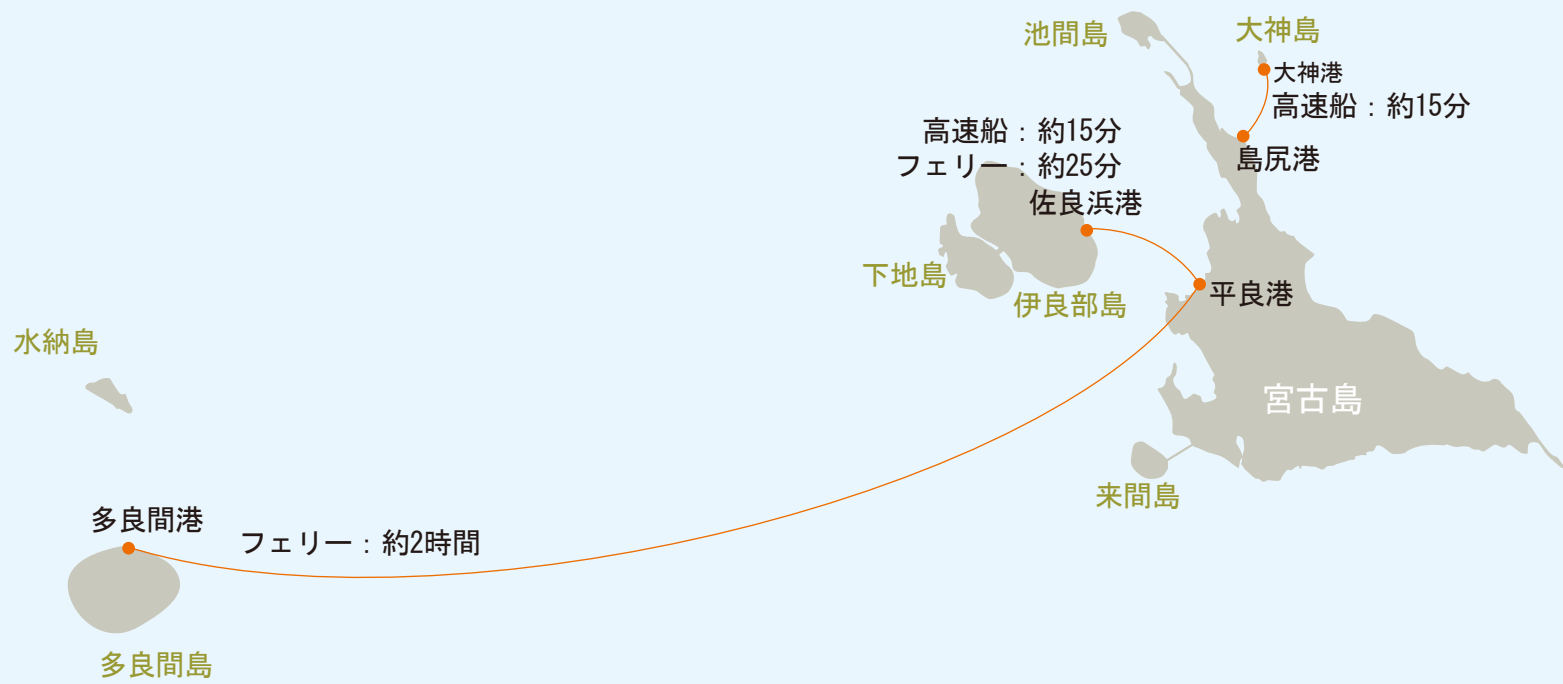 池間島
大神島
大神港
高速船：約15分
高速船：約15分
フェリー：約25分
島尻港
佐良浜港
下地島
伊良部島
平良港
水納島
宮古島
来間島
多良間港
フェリー：約2時間
多良間島